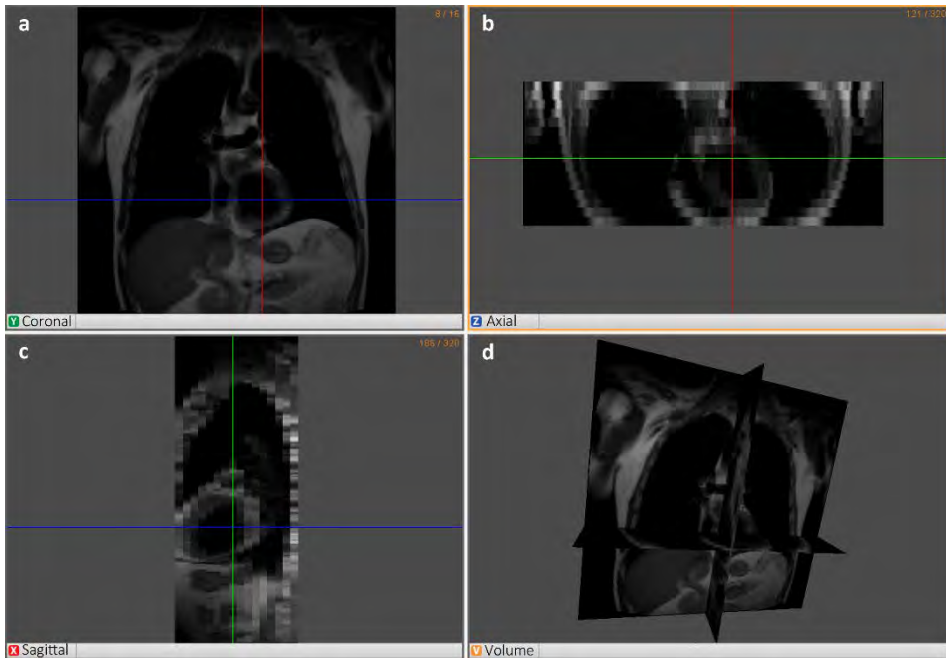 a
8 / 16
Y Coronal
b
121 / 320
Z Axial
c
185 / 320
X Sagittal
d
V Volume